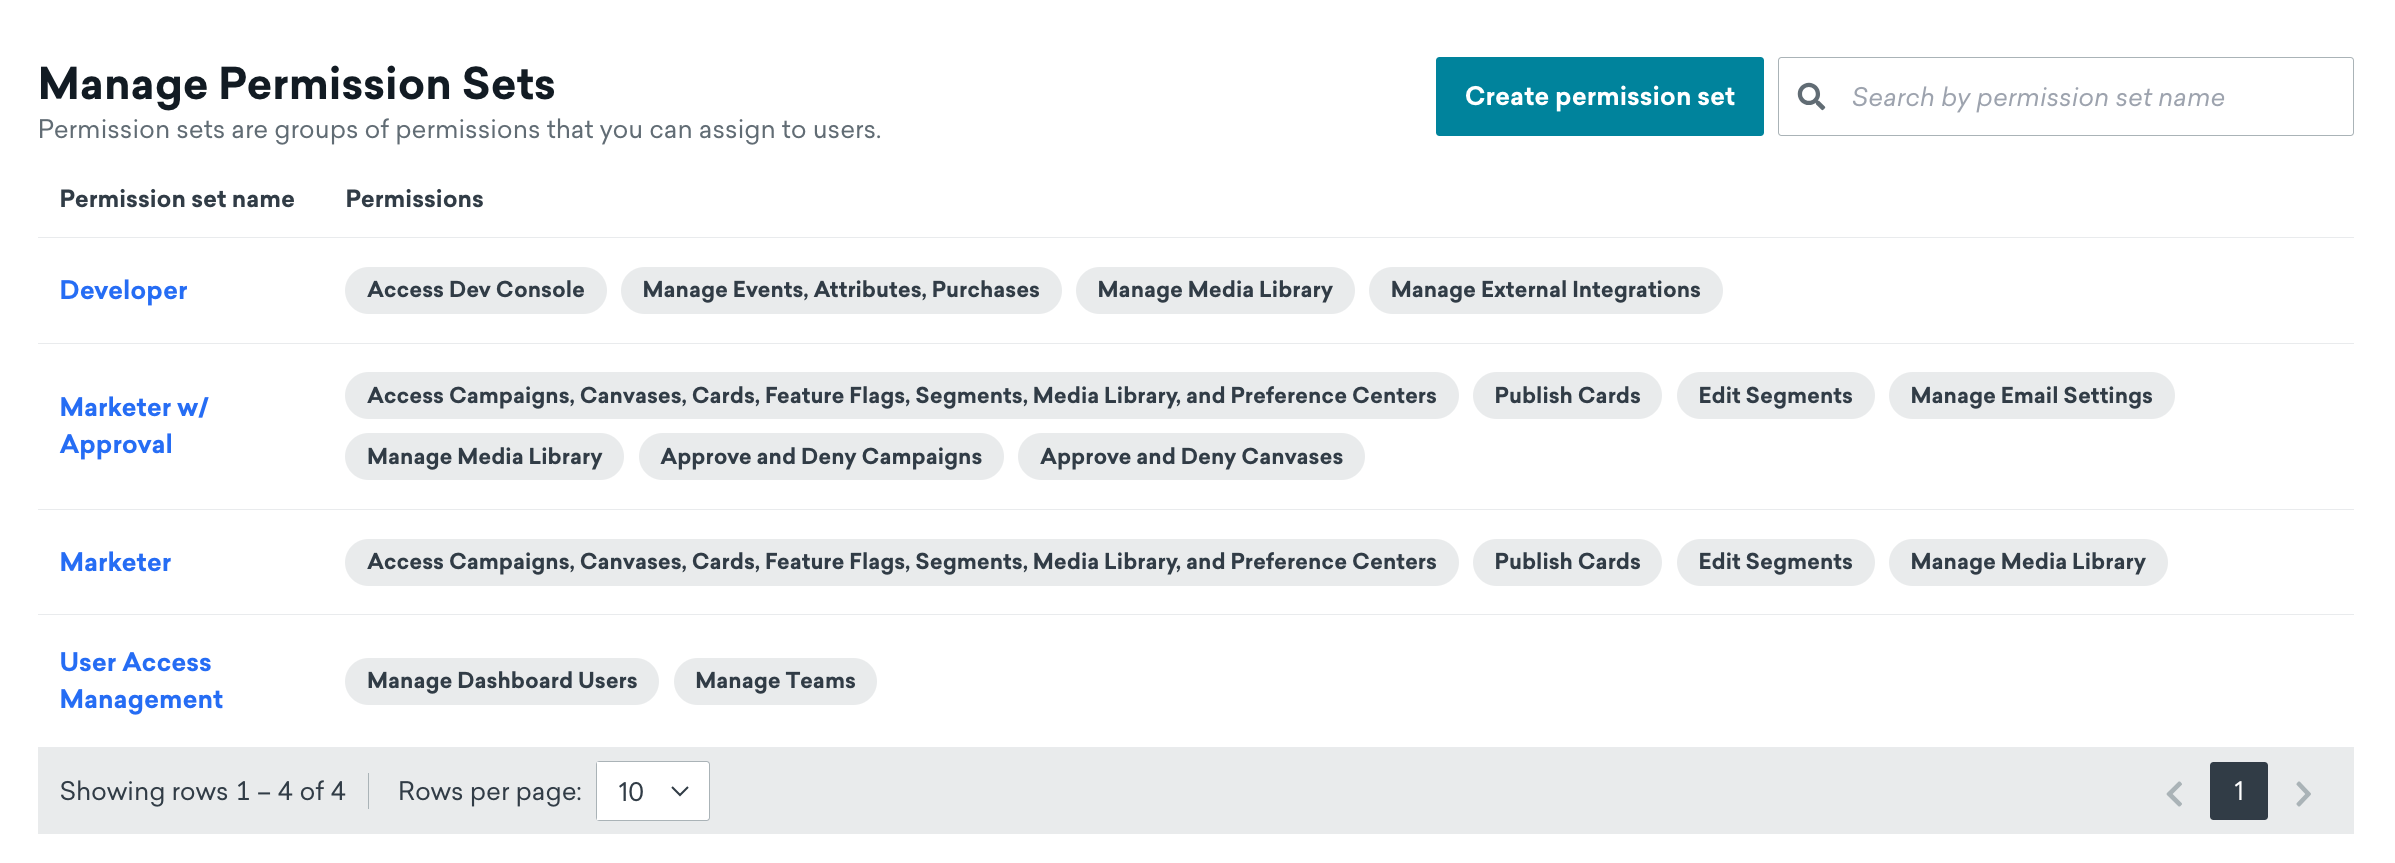 Manage Permission Sets
Permission sets are groups of permissions that you can assign to users.
Create permission set
Search by permission set name
Permission set name Permissions
Developer
Access Dev Console Manage Events, Attributes, Purchases Manage Media Library Manage External Integrations
Marketer w/
Approval
Access Campaigns, Canvases, Cards, Feature Flags, Segments, Media Library, and Preference Centers Publish Cards Edit Segments Manage Email Settings
Manage Media Library Approve and Deny Campaigns Approve and Deny Canvases
Marketer
Access Campaigns, Canvases, Cards, Feature Flags, Segments, Media Library, and Preference Centers Publish Cards Edit Segments Manage Media Library
User Access
Management
Manage Dashboard Users Manage Teams
Showing rows 1 – 4 of 4 Rows per page: 10 1